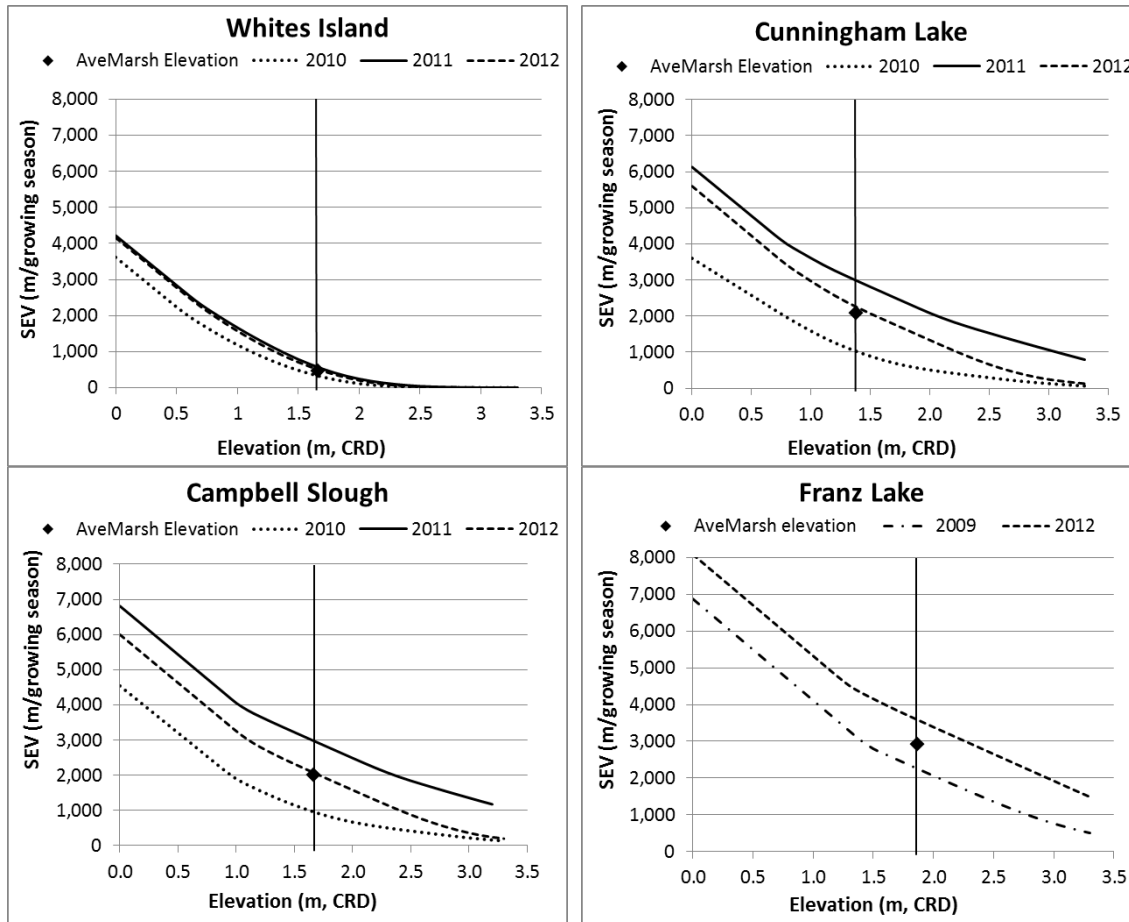 Whites Island
AveMarsh Elevation 2010 2011 2012
8,000
7,000
6,000
5,000
4,000
3,000
2,000
1,000
0
SEV (m/growing season)
0 0.5 1 1.5 2 2.5 3 3.5
Elevation (m, CRD)
Cunningham Lake
AveMarsh Elevation 2010 2011 2012
8,000
7,000
6,000
5,000
4,000
3,000
2,000
1,000
0
SEV (m/growing season)
0.0 0.5 1.0 1.5 2.0 2.5 3.0 3.5
Elevation (m, CRD)
Campbell Slough
AveMarsh Elevation 2010 2011 2012
8,000
7,000
6,000
5,000
4,000
3,000
2,000
1,000
0
SEV (m/growing season)
0.0 0.5 1.0 1.5 2.0 2.5 3.0 3.5
Elevation (m, CRD)
Franz Lake
AveMarsh elevation 2009 2012
8,000
7,000
6,000
5,000
4,000
3,000
2,000
1,000
0
SEV (m/growing season)
0.0 0.5 1.0 1.5 2.0 2.5 3.0 3.5
Elevation (m, CRD)